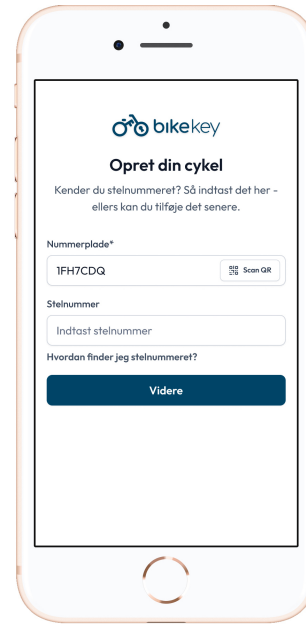 bikekey
Opret din cykel
Kender du stelnummeret? Så indtast det her -
ellers kan du tilføje det senere.
Nummerplade*
1FH7CDQ
Scan QR
Stelnummer
Indtast stelnummer
Hvordan finder jeg stelnummeret?
Videre